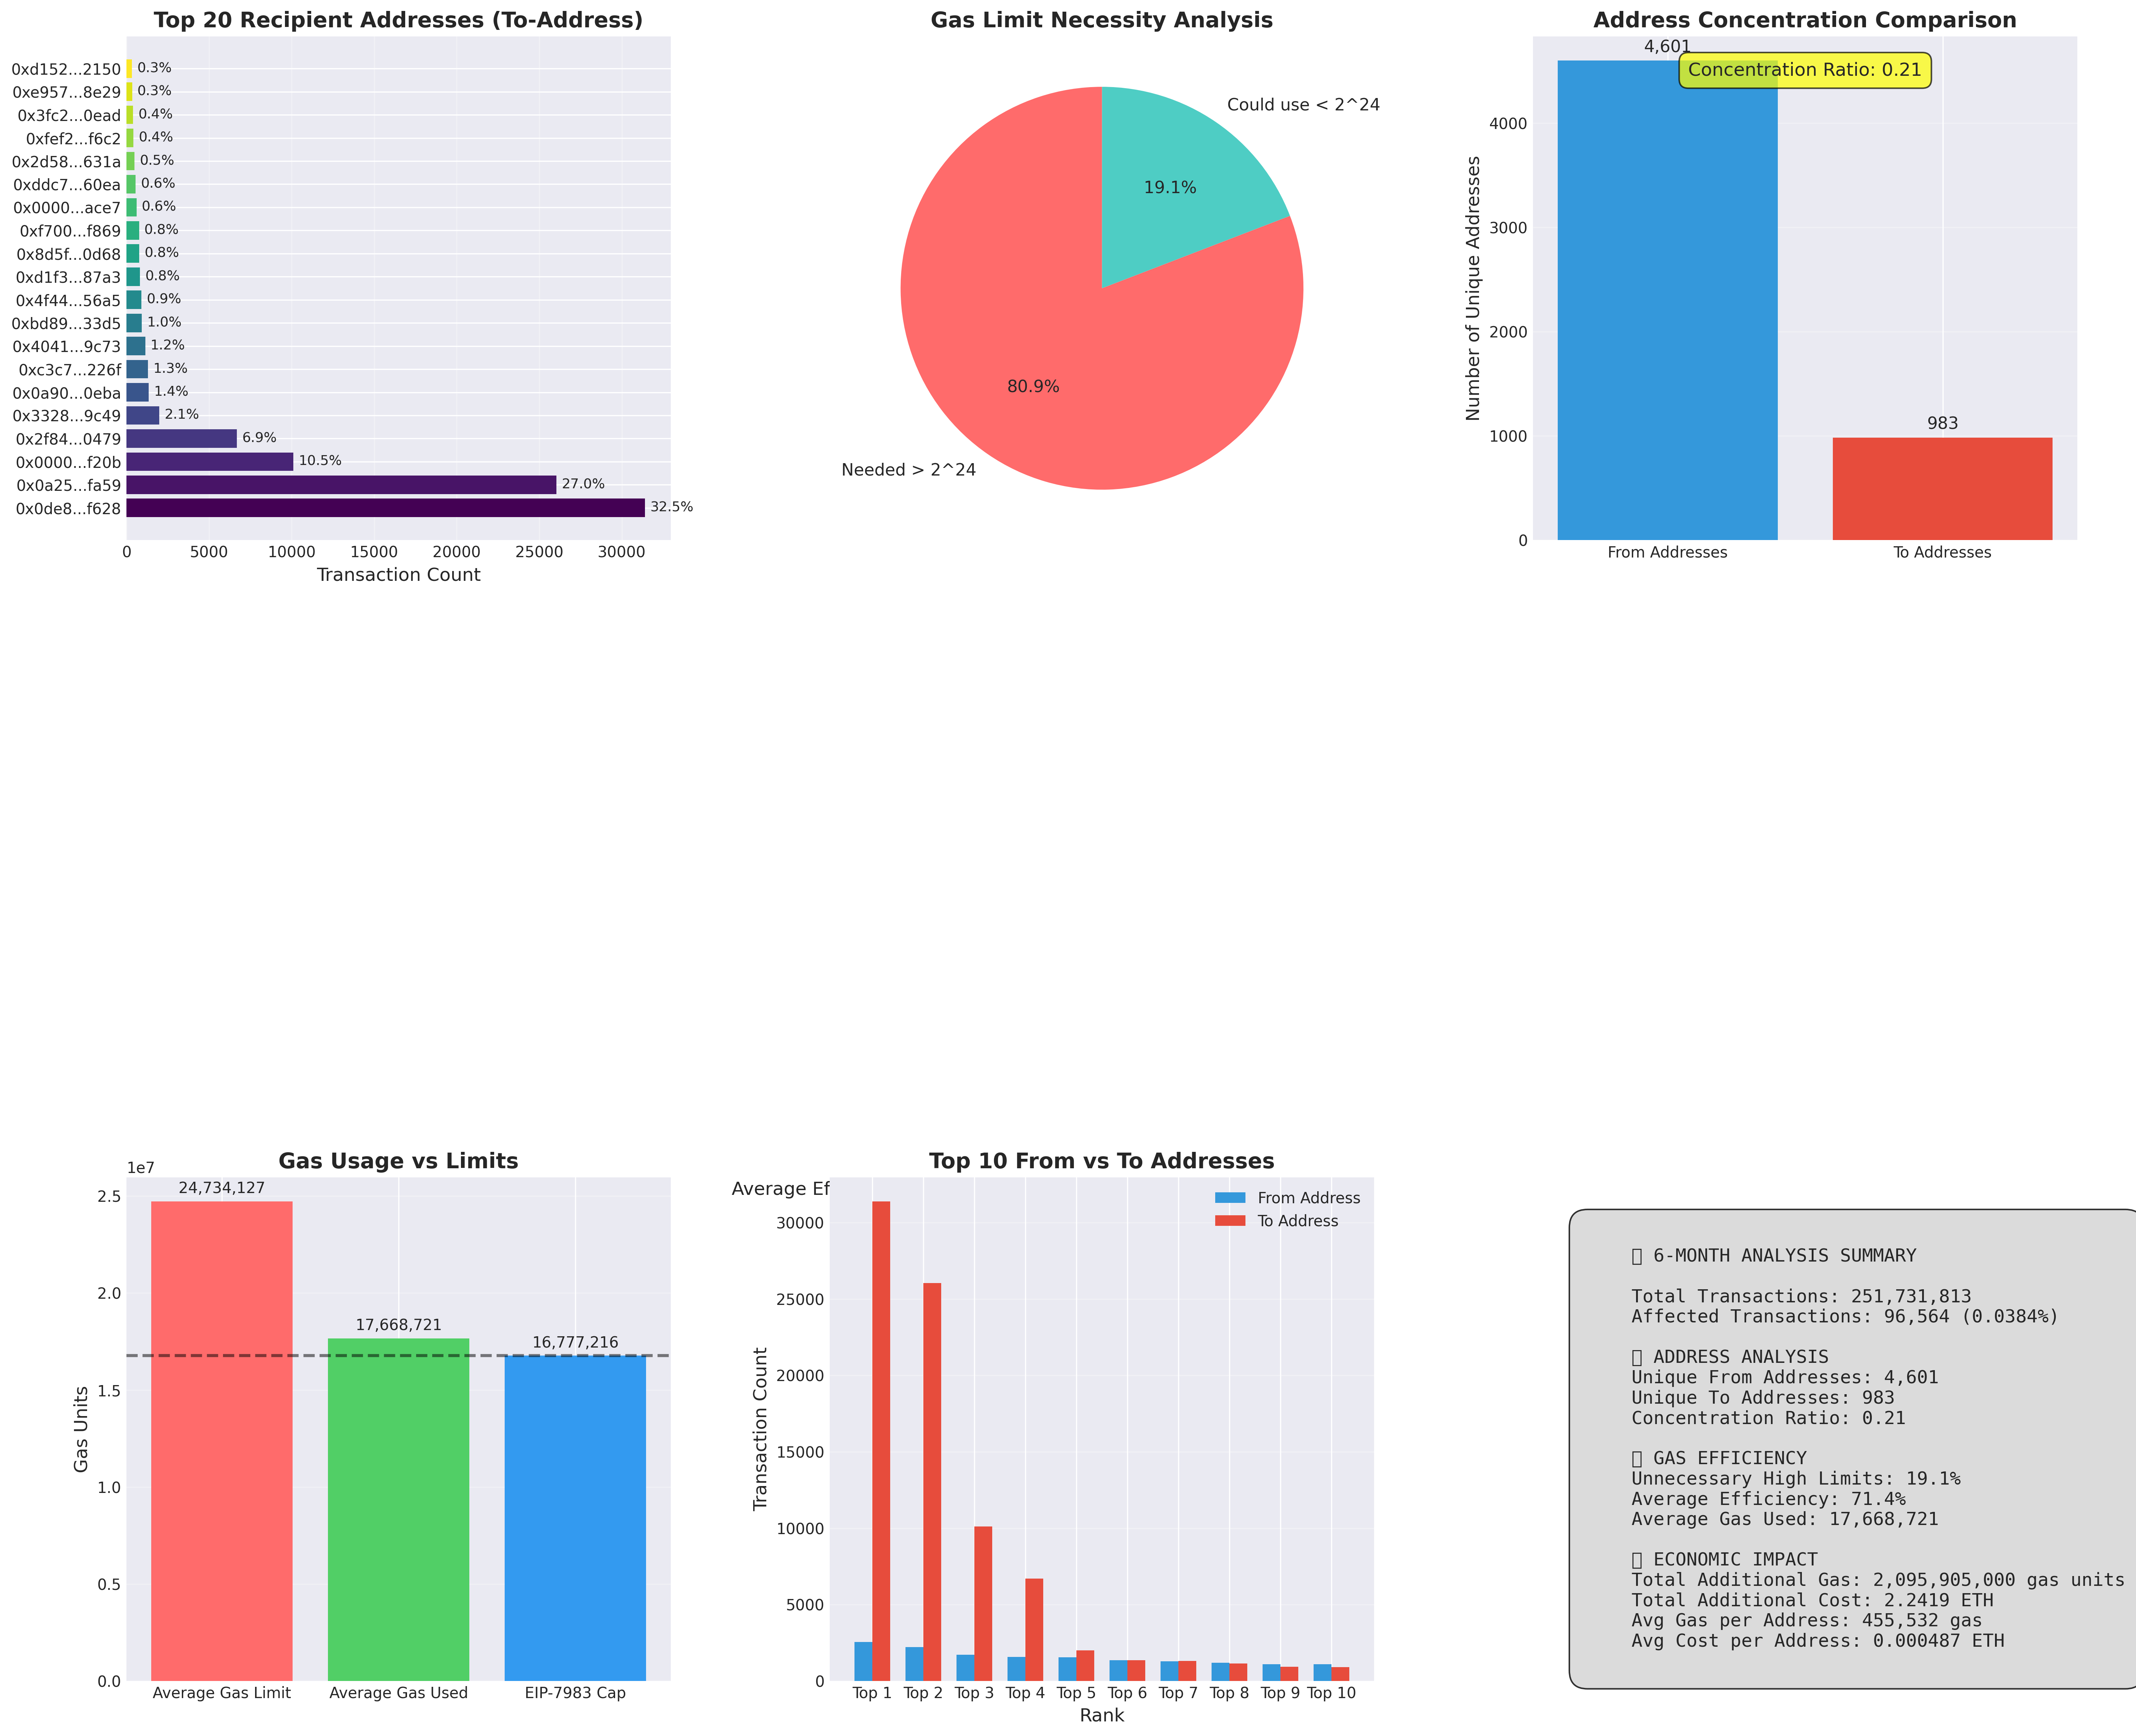 Top 20 Recipient Addresses (To-Address)
0xd152...2150
0.3%
0xe957...8e29
0.3%
0x3fc2...0ead
0.4%
0xfef2...f6c2
0.4%
0x2d58...631a
0.5%
0xddc7...60ea
0.6%
0x0000...ace7
0.6%
0xf700...f869
0.8%
0x8d5f...0d68
0.8%
0xd1f3...87a3
0.8%
0x4f44...56a5
0.9%
0xbd89...33d5
1.0%
0x4041...9c73
1.2%
0xc3c7...226f
1.3%
0x0a90...0eba
1.4%
0x3328...9c49
2.1%
0x2f84...0479
6.9%
0x0000...f20b
10.5%
0x0a25...fa59
27.0%
0x0de8...f628
32.5%
0 5000 10000 15000 20000 25000 30000
Transaction Count
Gas Limit Necessity Analysis
Could use < 2^24
19.1%
80.9%
Needed > 2^24
Address Concentration Comparison
4,601
Concentration Ratio: 0.21
Number of Unique Addresses
4000
3000
2000
1000
0
983
From Addresses To Addresses
Gas Usage vs Limits
1e7
24,734,127
17,668,721
16,777,216
Gas Units
2.5
2.0
1.5
1.0
0.5
0.0
Average Gas Limit Average Gas Used EIP-7983 Cap
Top 10 From vs To Addresses
Average Ef
From Address
To Address
Transaction Count
30000
25000
20000
15000
10000
5000
0
Top 1 Top 2 Top 3 Top 4 Top 5 Top 6 Top 7 Top 8 Top 9 Top 10
Rank
6-MONTH ANALYSIS SUMMARY
Total Transactions: 251,731,813
Affected Transactions: 96,564 (0.0384%)
ADDRESS ANALYSIS
Unique From Addresses: 4,601
Unique To Addresses: 983
Concentration Ratio: 0.21
GAS EFFICIENCY
Unnecessary High Limits: 19.1%
Average Efficiency: 71.4%
Average Gas Used: 17,668,721
ECONOMIC IMPACT
Total Additional Gas: 2,095,905,000 gas units
Total Additional Cost: 2.2419 ETH
Avg Gas per Address: 455,532 gas
Avg Cost per Address: 0.000487 ETH